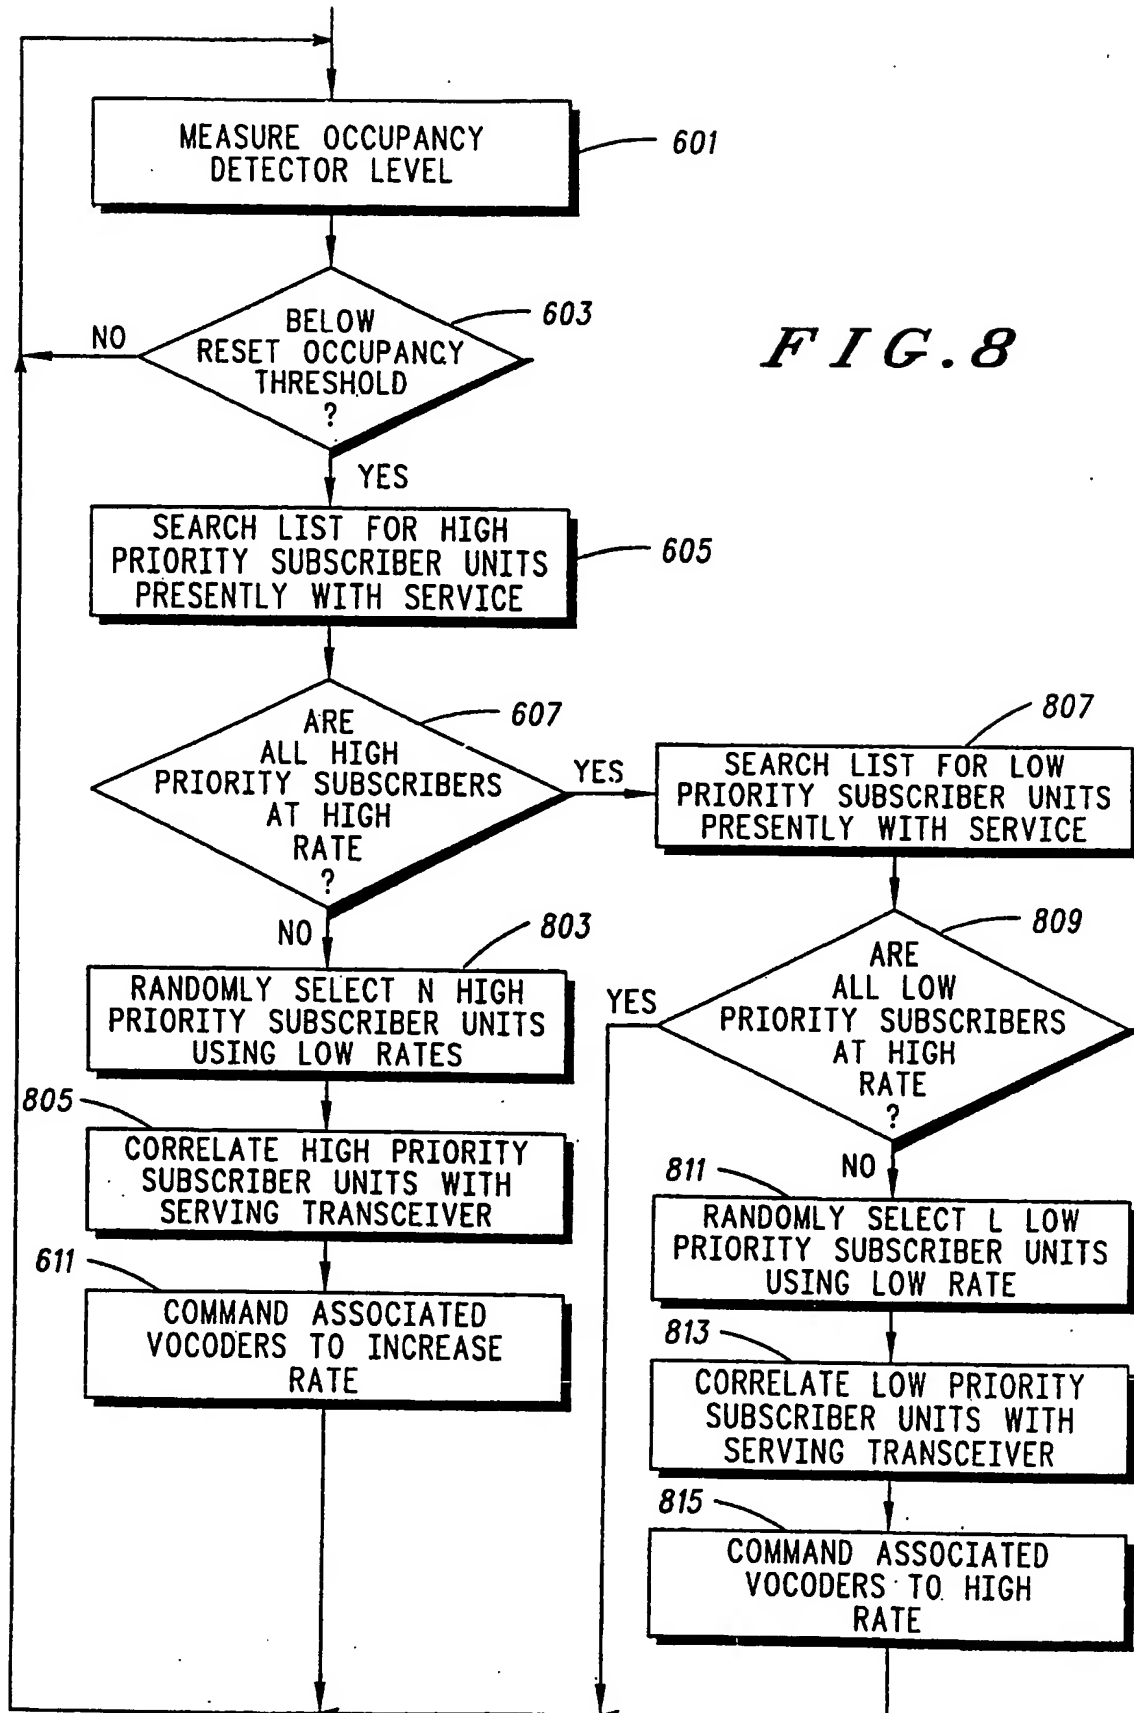 MEASURE OCCUPANCY
DETECTOR LEVEL
601
BELOW
RESET OCCUPANCY
THRESHOLD
?
603
NO
YES
FIG.8
SEARCH LIST FOR HIGH
PRIORITY SUBSCRIBER UNITS
PRESENTLY WITH SERVICE
605
ARE
ALL HIGH
PRIORITY SUBSCRIBERS
AT HIGH
RATE
?
607
YES
NO
RANDOMLY SELECT N HIGH
PRIORITY SUBSCRIBER UNITS
USING LOW RATES
803
805
CORRELATE HIGH PRIORITY
SUBSCRIBER UNITS WITH
SERVING TRANSCEIVER
611
COMMAND ASSOCIATED
VOCODERS TO INCREASE
RATE
807
SEARCH LIST FOR LOW
PRIORITY SUBSCRIBER UNITS
PRESENTLY WITH SERVICE
809
ARE
ALL LOW
PRIORITY SUBSCRIBERS
AT HIGH
RATE
?
YES
NO
811
RANDOMLY SELECT L LOW
PRIORITY SUBSCRIBER UNITS
USING LOW RATE
813
CORRELATE LOW PRIORITY
SUBSCRIBER UNITS WITH
SERVING TRANSCEIVER
815
COMMAND ASSOCIATED
VOCODERS TO HIGH
RATE